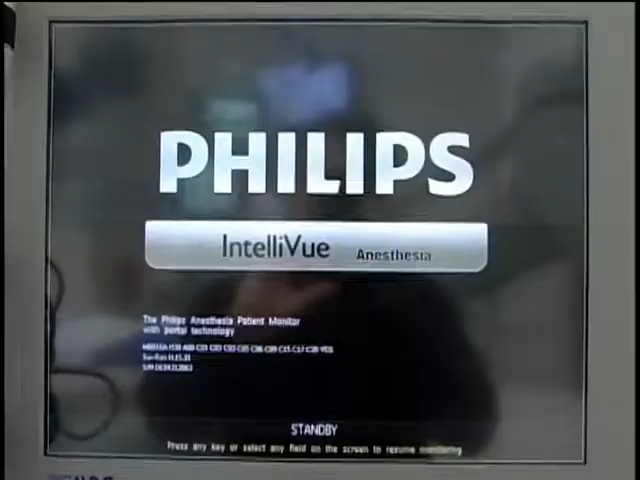 PHILIPS
IntelliVue Anesthesia
The Philips Anesthesia Patient Monitor
with portal technology
STANDBY
Press any key or select any field on the screen to resume monitoring